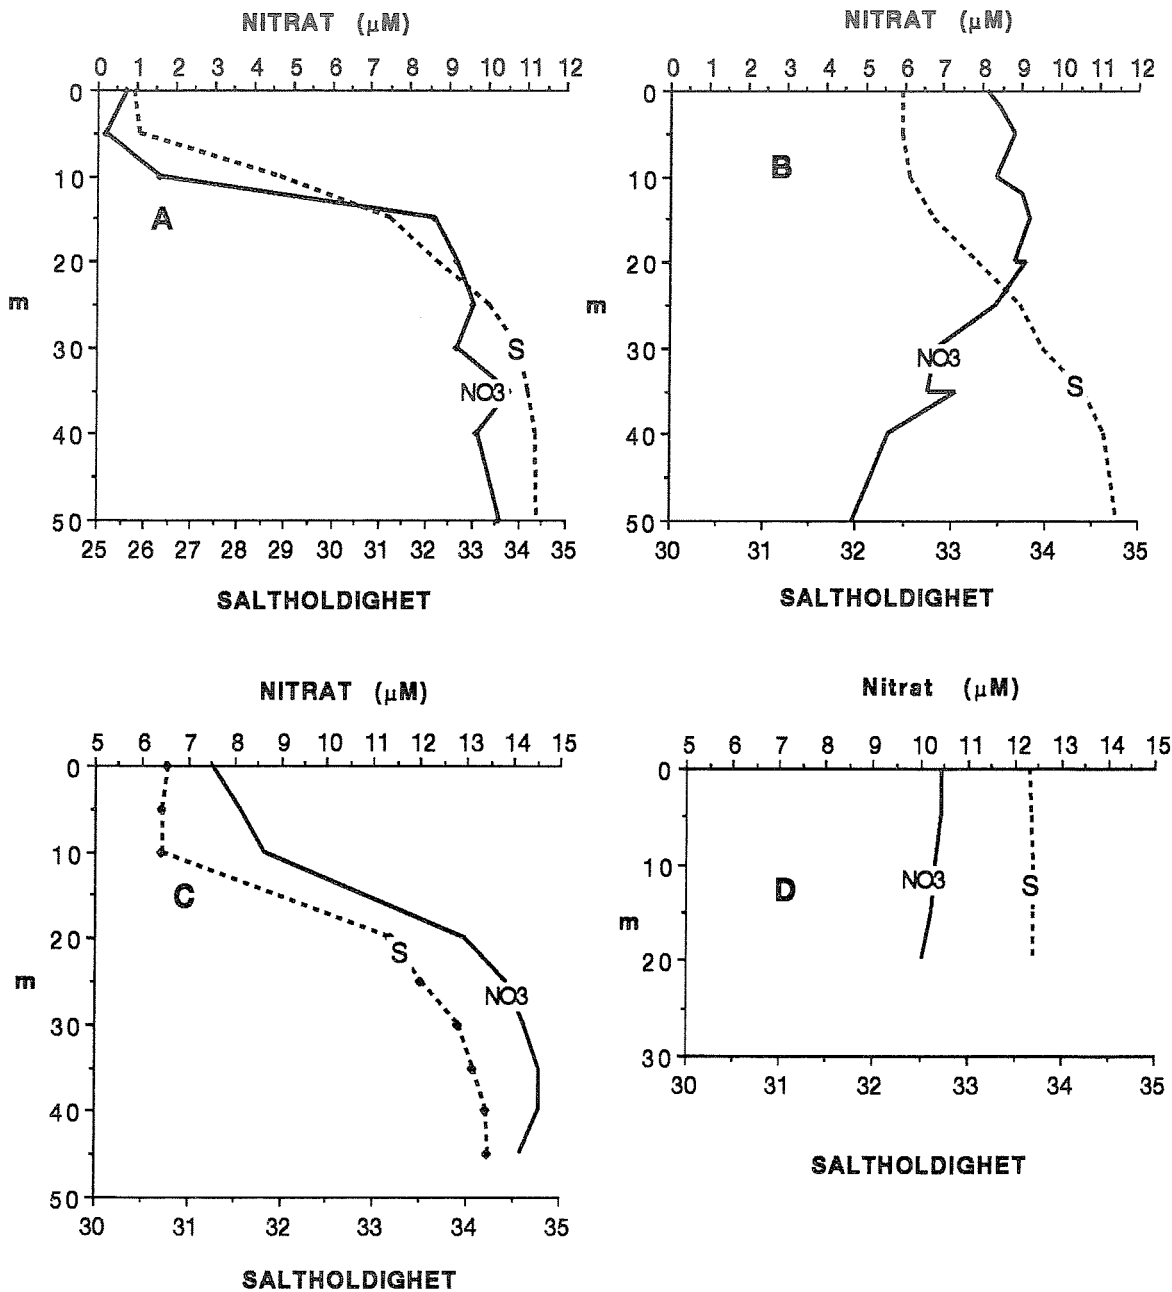 NITRAT (µM)
0 1 2 3 4 5 6 7 8 9 10 11 12
0
10
20
30
40
50
m
A
S
NO3
25 26 27 28 29 30 31 32 33 34 35
SALTHOLDIGHET
NITRAT (µM)
0 1 2 3 4 5 6 7 8 9 10 11 12
0
10
20
30
40
50
m
B
NO3
S
30 31 32 33 34 35
SALTHOLDIGHET
NITRAT (µM)
5 6 7 8 9 10 11 12 13 14 15
0
10
20
30
40
50
m
C
S
NO3
30 31 32 33 34 35
SALTHOLDIGHET
Nitrat (µM)
5 6 7 8 9 10 11 12 13 14 15
0
10
20
30
m
D
NO3
S
30 31 32 33 34 35
SALTHOLDIGHET